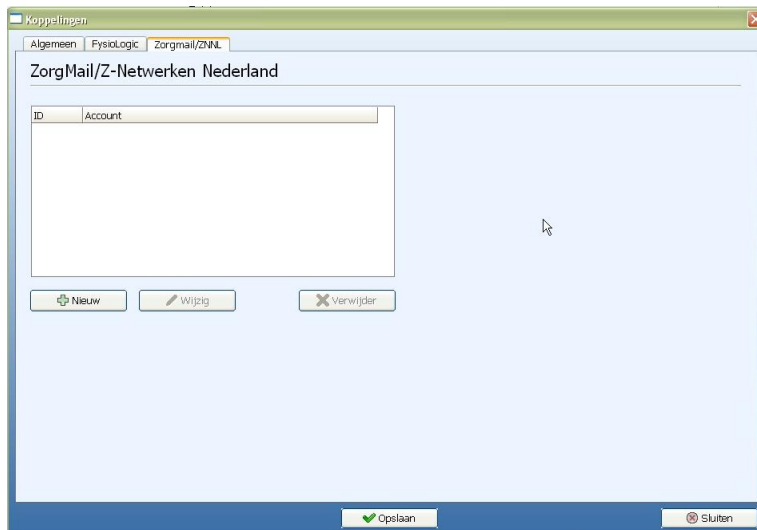 Koppelingen
Algemeen FysioLogic Zorgmail/ZNNL
ZorgMail/Z-Netwerken Nederland
ID Account
Nieuw Wijzig Verwijder
Opslaan Sluiten